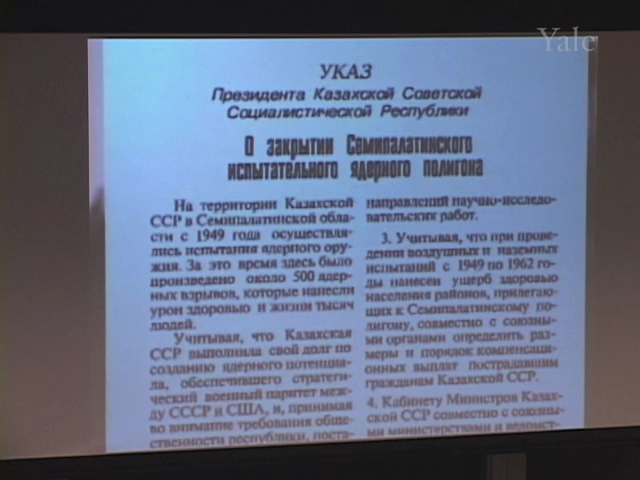 Yale
УКАЗ
Президента Казахской Советской
Социалистической Республики
О закрытии Семипалатинского
испытательного ядерного полигона
На территории Казахской
ССР в Семипалатинской обла-
сти с 1949 года осуществля-
лись испытания ядерного ору-
жия. За это время здесь было
произведено около 500 ядер-
ных взрывов, которые нанесли
урон здоровью и жизни тысяч
людей.
Учитывая, что Казахская
ССР выполнила свой долг по
созданию ядерного потенциа-
ла, обеспечившего стратеги-
ческий военный паритет меж-
ду СССР и США, и, принимая
во внимание требования обще-
ственности республики, поста-
направлений научно-исследо-
вательских работ.
3. Учитывая, что при прове-
дении воздушных и наземных
испытаний с 1949 по 1962 го-
ды нанесен ущерб здоровью
населения районов, прилегаю-
щих к Семипалатинскому по-
лигону, совместно с союзны-
ми органами определить раз-
меры и порядок компенсаци-
онных выплат пострадавшим
гражданам Казахской ССР.
4. Кабинету Министров Казах-
ской ССР совместно с союзны-
ми министерствами и ведомст-